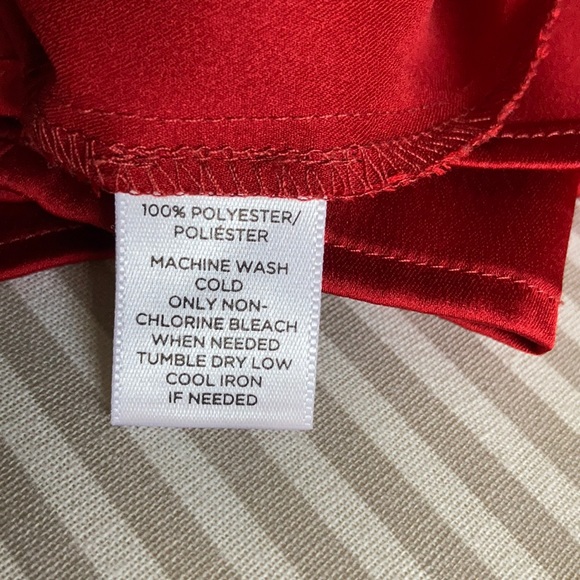 100% POLYESTER/
POLIÉSTER
MACHINE WASH
COLD
ONLY NON-
CHLORINE BLEACH
WHEN NEEDED
TUMBLE DRY LOW
COOL IRON
IF NEEDED